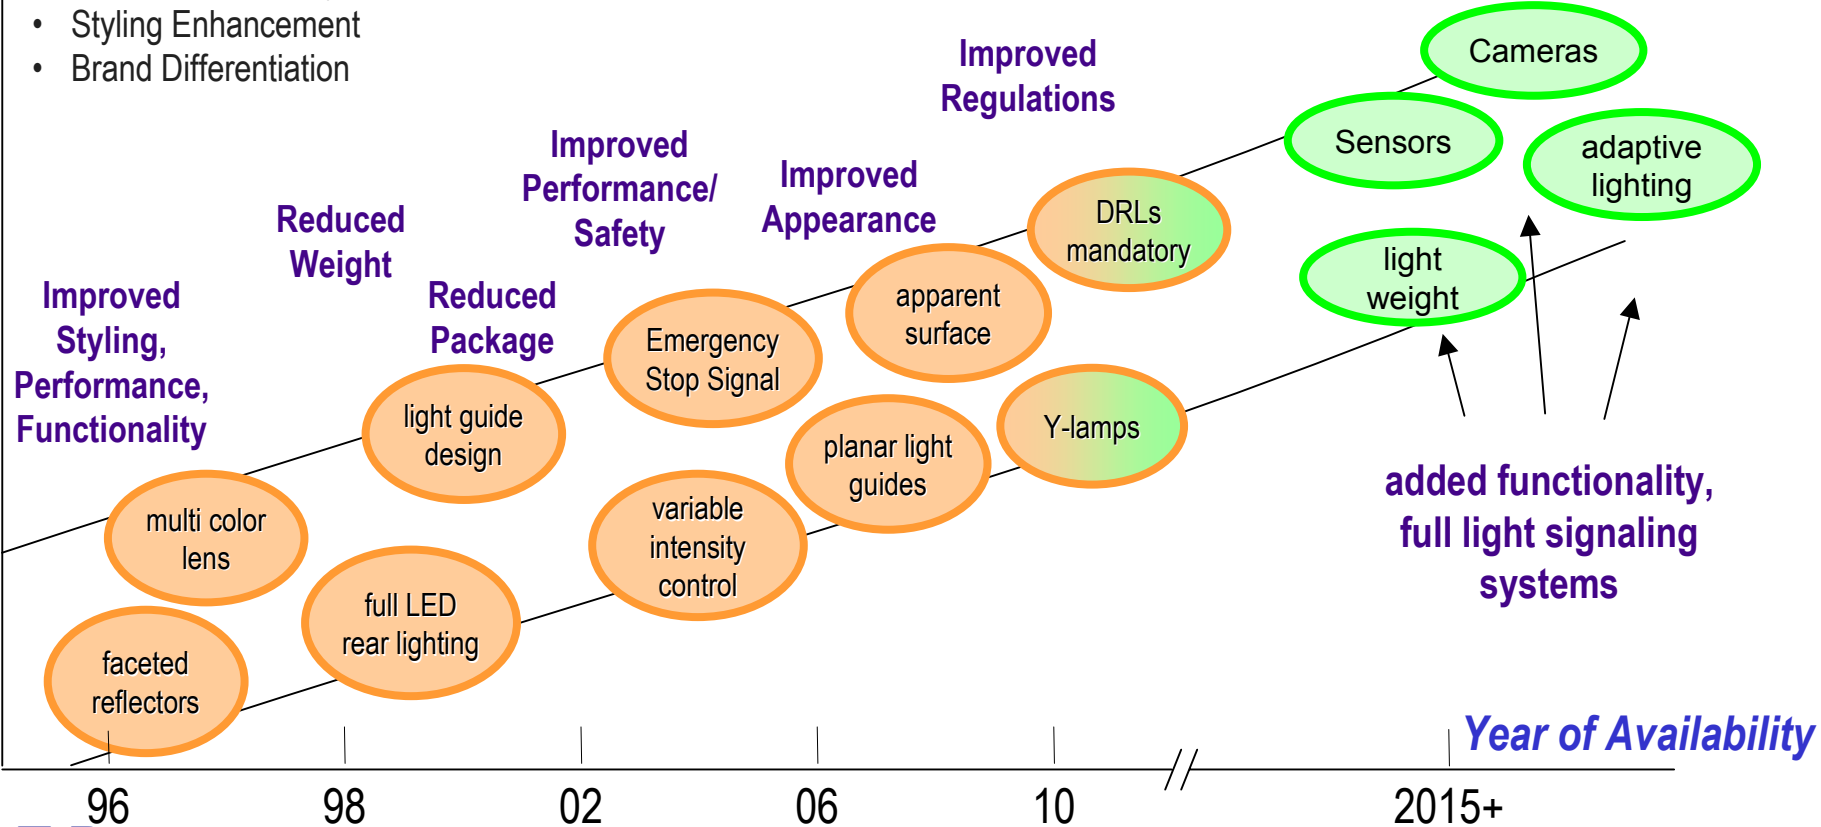 • Styling Enhancement
• Brand Differentiation
Improved
Regulations
Cameras
Sensors
adaptive
lighting
Improved
Performance/
Safety
Improved
Appearance
DRLs
mandatory
Reduced
Weight
light
weight
Improved
Styling,
Performance,
Functionality
Reduced
Package
Emergency
Stop Signal
apparent
surface
light guide
design
planar light
guides
Y-lamps
added functionality,
full light signaling
systems
multi color
lens
variable
intensity
control
full LED
rear lighting
faceted
reflectors
Year of Availability
96 98 02 06 10 2015+